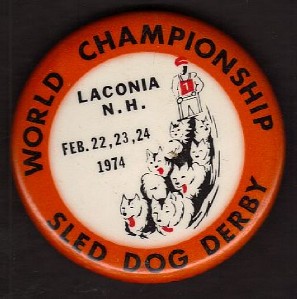 WORLD CHAMPIONSHIP
LACONIA
N.H.
FEB. 22, 23, 24
1974
1
SLED DOG DERBY